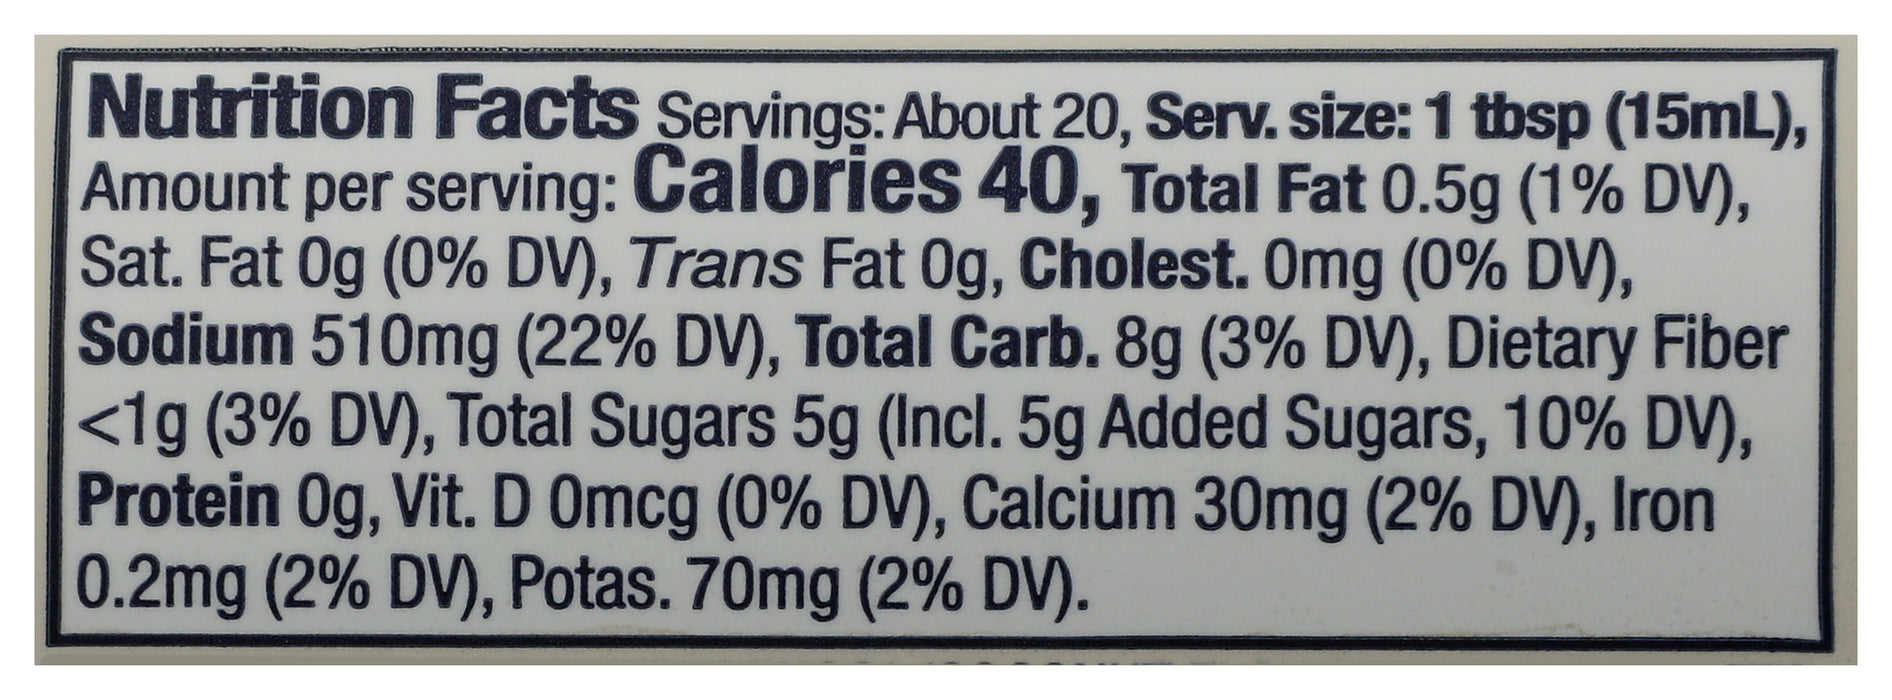 Nutrition Facts Servings: About 20, Serv. size: 1 tbsp (15mL),
Amount per serving: Calories 40, Total Fat 0.5g (1% DV),
Sat. Fat 0g (0% DV), Trans Fat 0g, Cholest. 0mg (0% DV),
Sodium 510mg (22% DV), Total Carb. 8g (3% DV), Dietary Fiber
<1g (3% DV), Total Sugars 5g (Incl. 5g Added Sugars, 10% DV),
Protein 0g, Vit. D 0mcg (0% DV), Calcium 30mg (2% DV), Iron
0.2mg (2% DV), Potas. 70mg (2% DV).